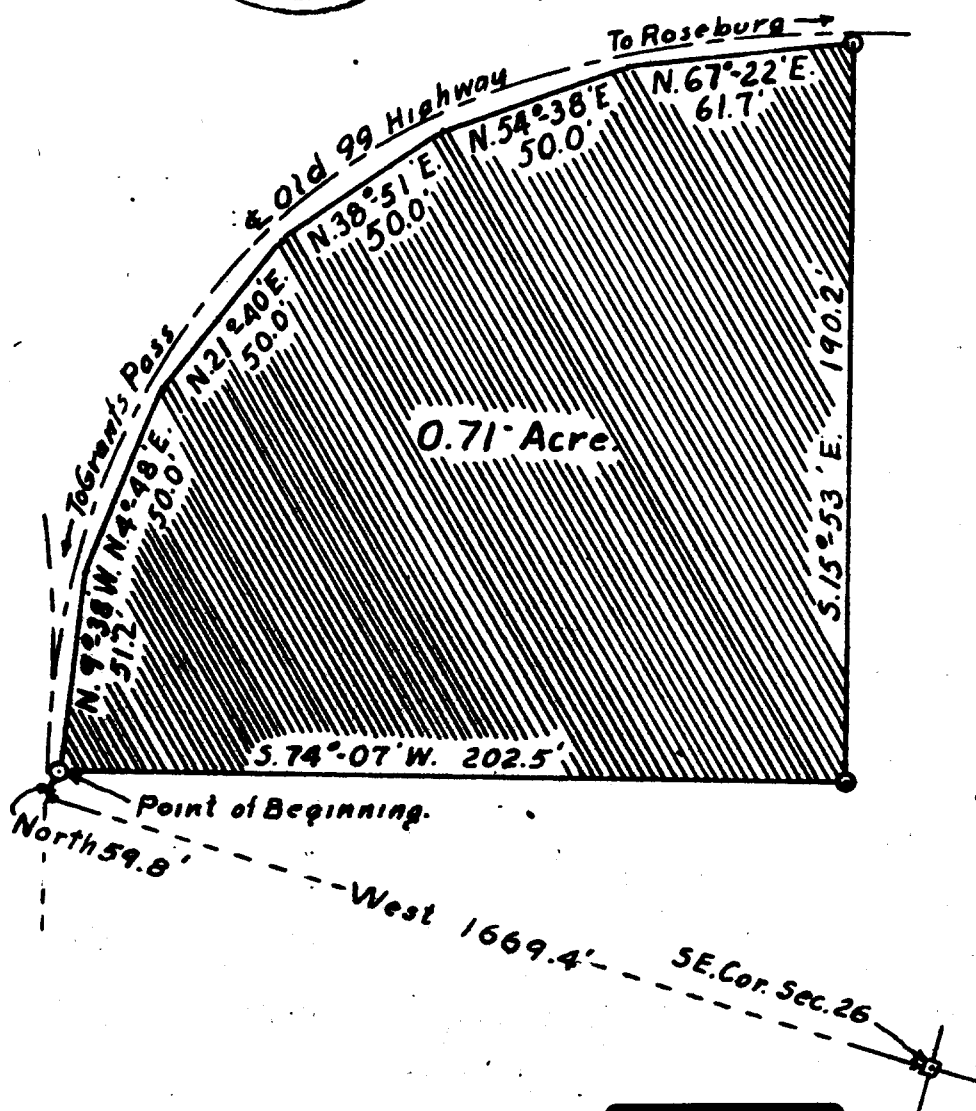 To Roseburg →
N. 67°-22'E.
61.7'
N. 54°-38'E
50.0'
℄ Old 99 Highway
N. 38°-51'E.
50.0'
N. 21°-40'E.
50.0'
← To Grants Pass
N. 4°-48'E.
50.0'
N. 9°-38'W.
51.2'
0.71- Acre.
S. 15°-53'E. 190.2'
S. 74°-07'W. 202.5'
Point of Beginning.
North 59.8'
West 1669.4'
SE. Cor. Sec. 26